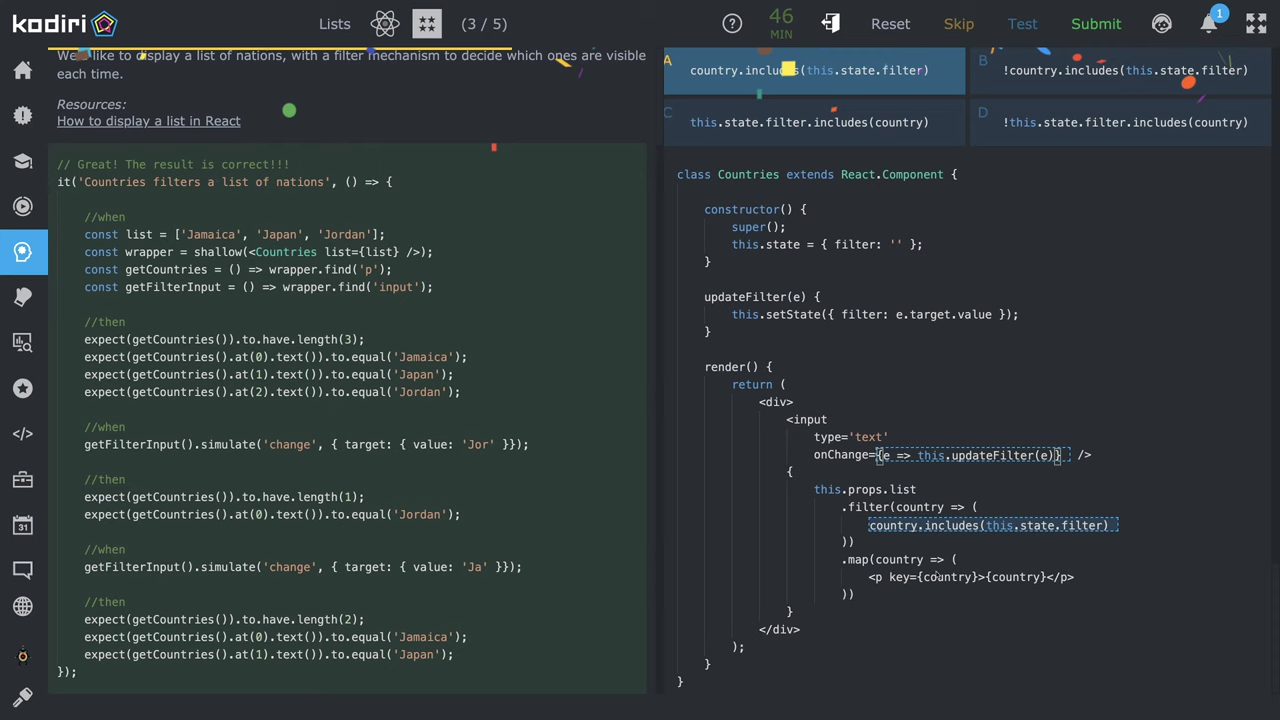 kodiri
Lists
(3 / 5)
?
46
MIN
Reset
Skip
Test
Submit
1
We'd like to display a list of nations, with a filter mechanism to decide which ones are visible
each time.
Resources:
How to display a list in React
// Great! The result is correct!!!
it('Countries filters a list of nations', () => {
//when
const list = ['Jamaica', 'Japan', 'Jordan'];
const wrapper = shallow(<Countries list={list} />);
const getCountries = () => wrapper.find('p');
const getFilterInput = () => wrapper.find('input');
//then
expect(getCountries()).to.have.length(3);
expect(getCountries().at(0).text()).to.equal('Jamaica');
expect(getCountries().at(1).text()).to.equal('Japan');
expect(getCountries().at(2).text()).to.equal('Jordan');
//when
getFilterInput().simulate('change', { target: { value: 'Jor' }});
//then
expect(getCountries()).to.have.length(1);
expect(getCountries().at(0).text()).to.equal('Jordan');
//when
getFilterInput().simulate('change', { target: { value: 'Ja' }});
//then
expect(getCountries()).to.have.length(2);
expect(getCountries().at(0).text()).to.equal('Jamaica');
expect(getCountries().at(1).text()).to.equal('Japan');
});
A
country.includes(this.state.filter)
B
!country.includes(this.state.filter)
C
this.state.filter.includes(country)
D
!this.state.filter.includes(country)
class Countries extends React.Component {
constructor() {
super();
this.state = { filter: '' };
}
updateFilter(e) {
this.setState({ filter: e.target.value });
}
render() {
return (
<div>
<input
type='text'
onChange={e => this.updateFilter(e)} />
{
this.props.list
.filter(country => (
country.includes(this.state.filter)
))
.map(country => (
<p key={country}>{country}</p>
))
}
</div>
);
}
}
</>
31